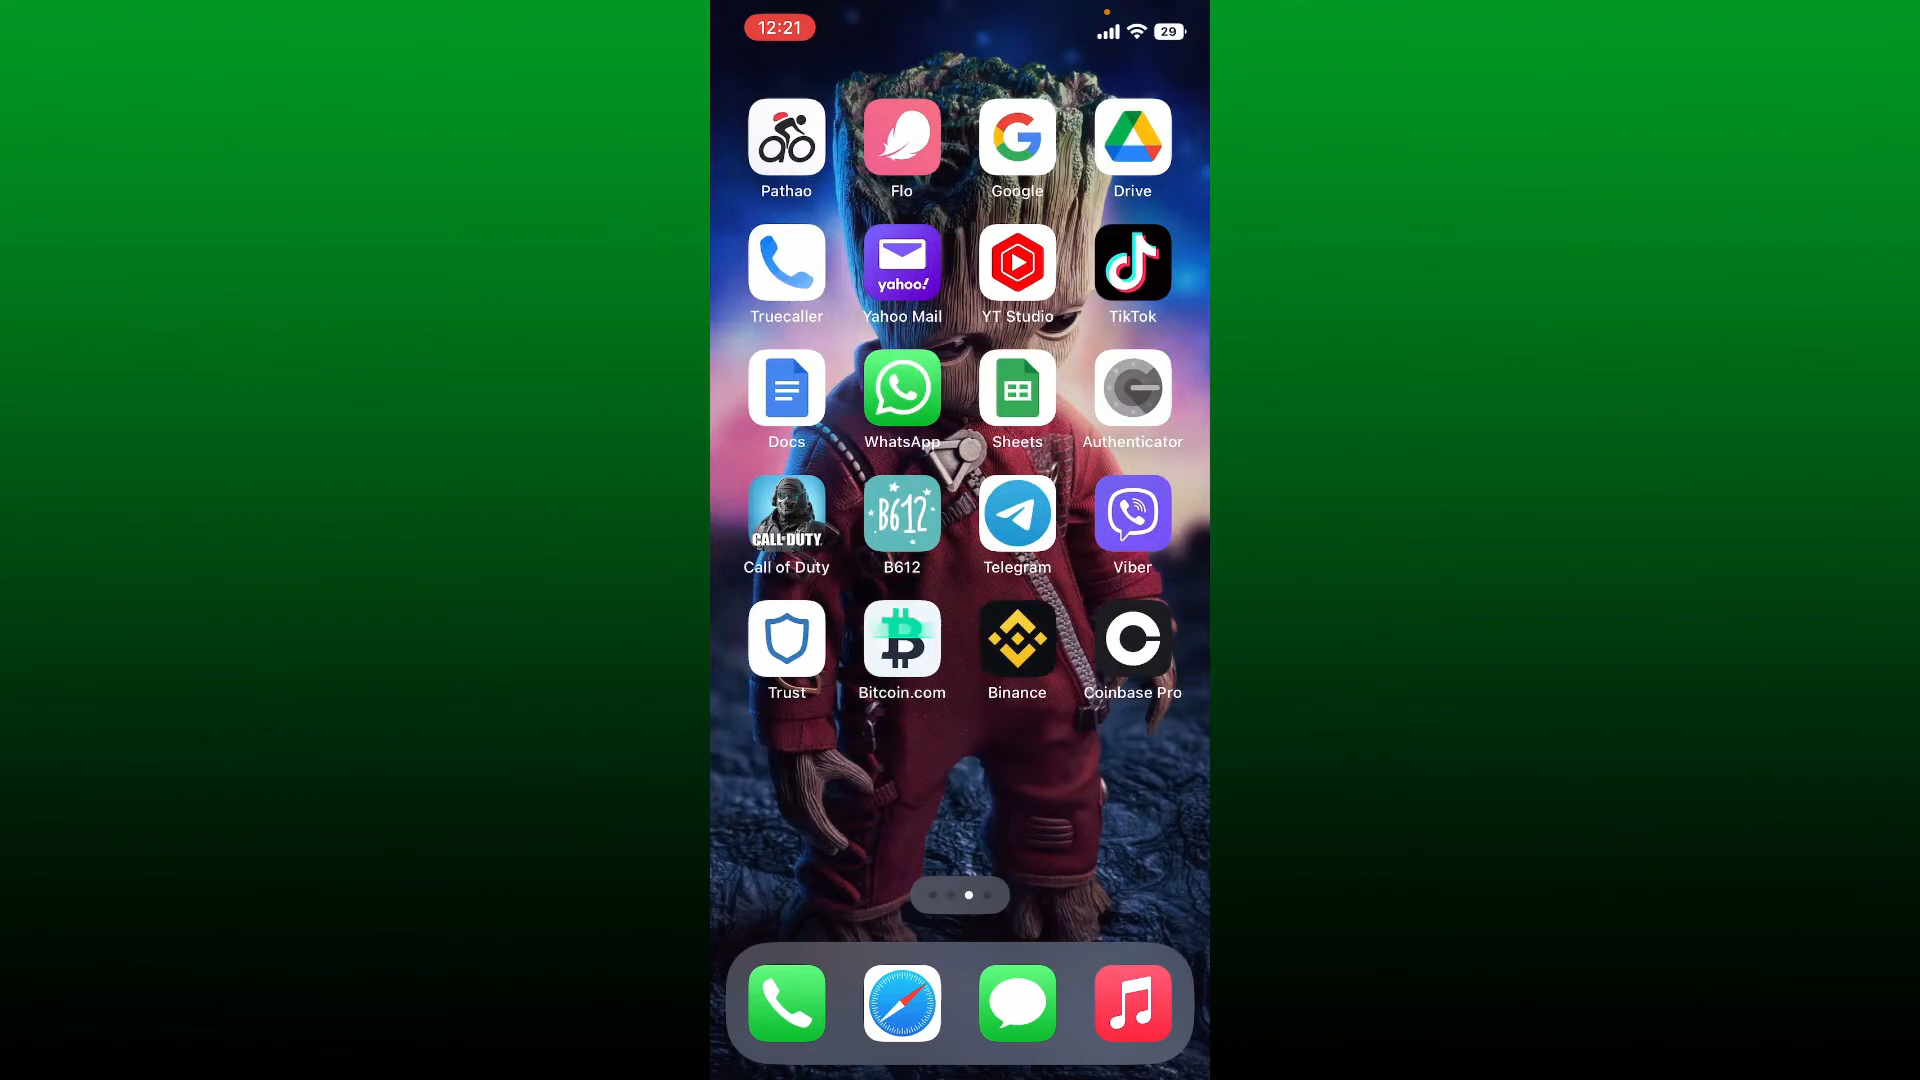 12:21
29
Pathao Flo Google Drive
yahoo!
Truecaller Yahoo Mail YT Studio TikTok
Docs WhatsApp Sheets Authenticator
CALL OF DUTY B612
Call of Duty B612 Telegram Viber
Trust Bitcoin.com Binance Coinbase Pro